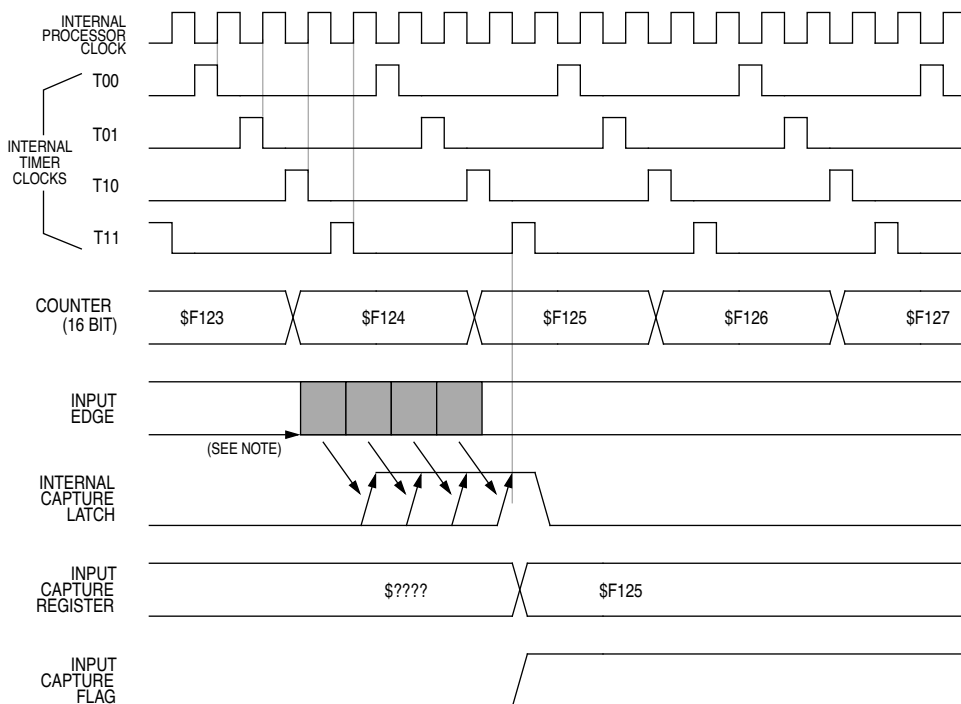 INTERNAL
PROCESSOR
CLOCK
T00
T01
INTERNAL
TIMER
CLOCKS
T10
T11
COUNTER
(16 BIT)
$F123
$F124
$F125
$F126
$F127
INPUT
EDGE
(SEE NOTE)
INTERNAL
CAPTURE
LATCH
INPUT
CAPTURE
REGISTER
$????
$F125
INPUT
CAPTURE
FLAG